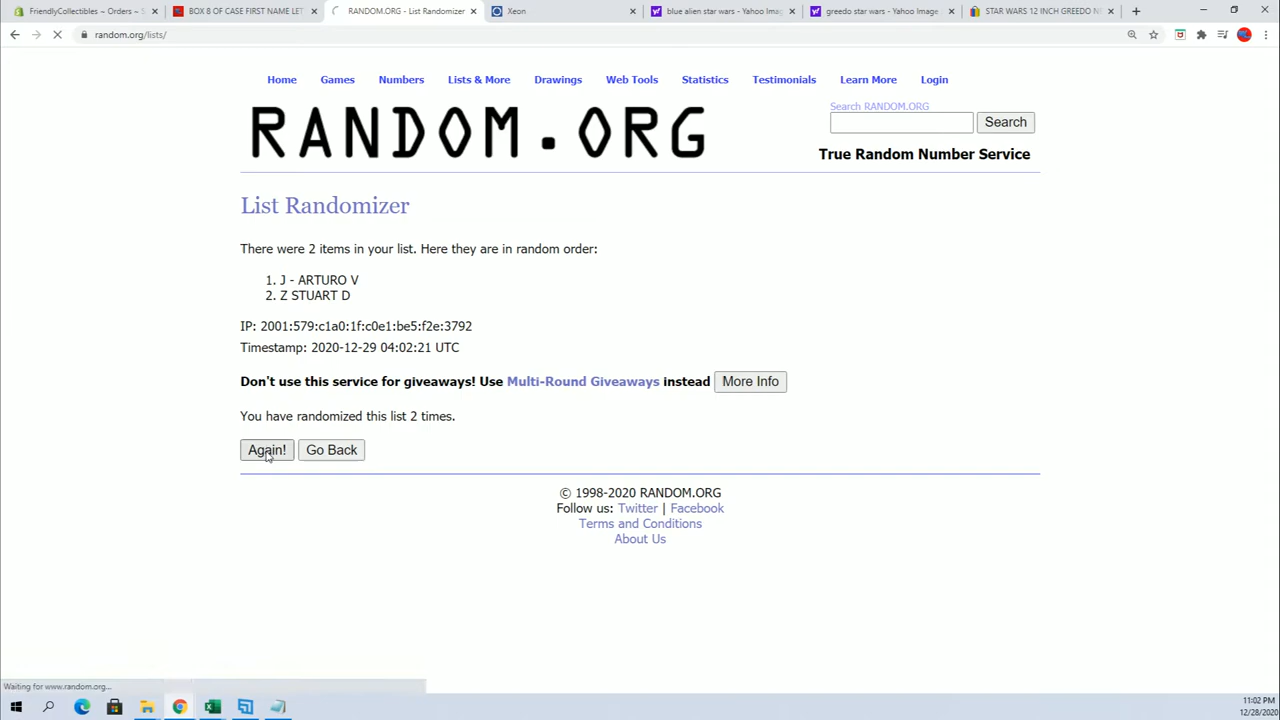 FriendlyCollectibles ~ Orders ~ S
BOX 8 OF CASE FIRST NAME LET
RANDOM.ORG - List Randomizer
Xeon
blue alien star wars - Yahoo Imag
greedo star wars - Yahoo Image
STAR WARS 12 INCH GREEDO N
random.org/lists/
Home Games Numbers Lists & More Drawings Web Tools Statistics Testimonials Learn More Login
RANDOM.ORG
Search RANDOM.ORG
Search
True Random Number Service
List Randomizer
There were 2 items in your list. Here they are in random order:
1. J - ARTURO V
2. Z STUART D
IP: 2001:579:c1a0:1f:c0e1:be5:f2e:3792
Timestamp: 2020-12-29 04:02:21 UTC
Don't use this service for giveaways! Use Multi-Round Giveaways instead More Info
You have randomized this list 2 times.
Again! Go Back
© 1998-2020 RANDOM.ORG
Follow us: Twitter | Facebook
Terms and Conditions
About Us
Waiting for www.random.org...
11:02 PM
12/28/2020